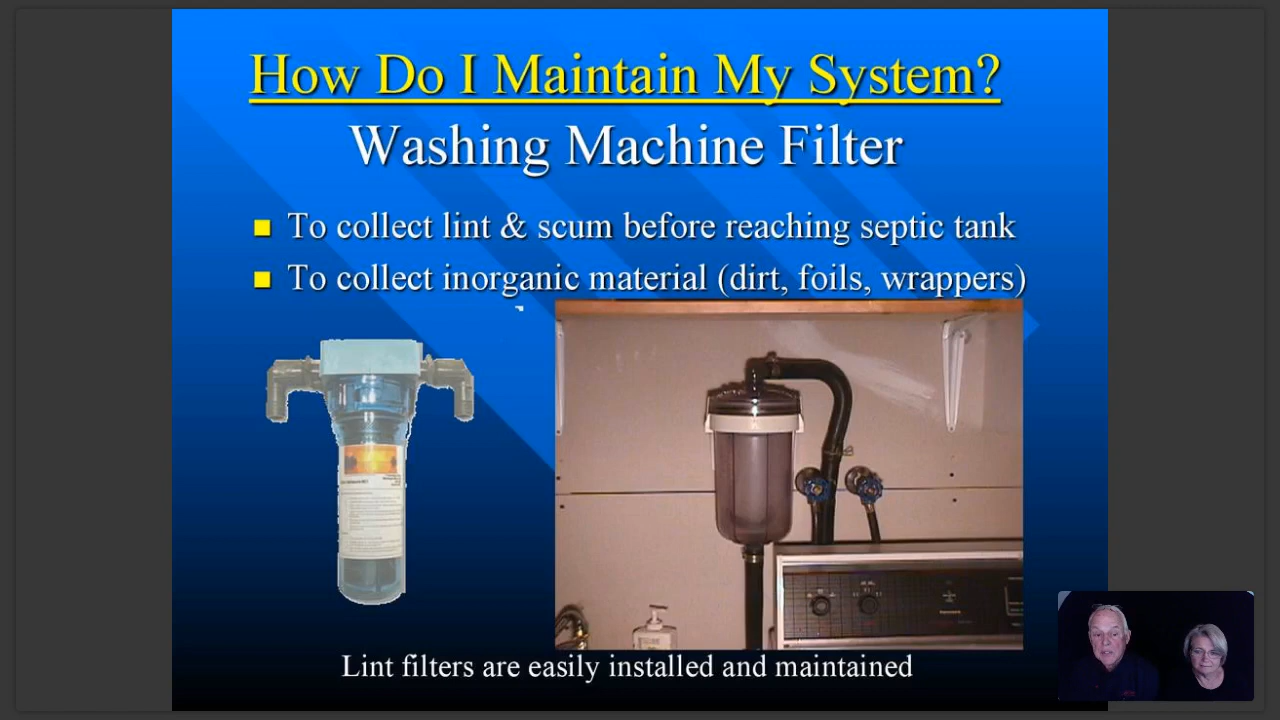 How Do I Maintain My System?
Washing Machine Filter
To collect lint & scum before reaching septic tank
To collect inorganic material (dirt, foils, wrappers)
Lint filters are easily installed and maintained